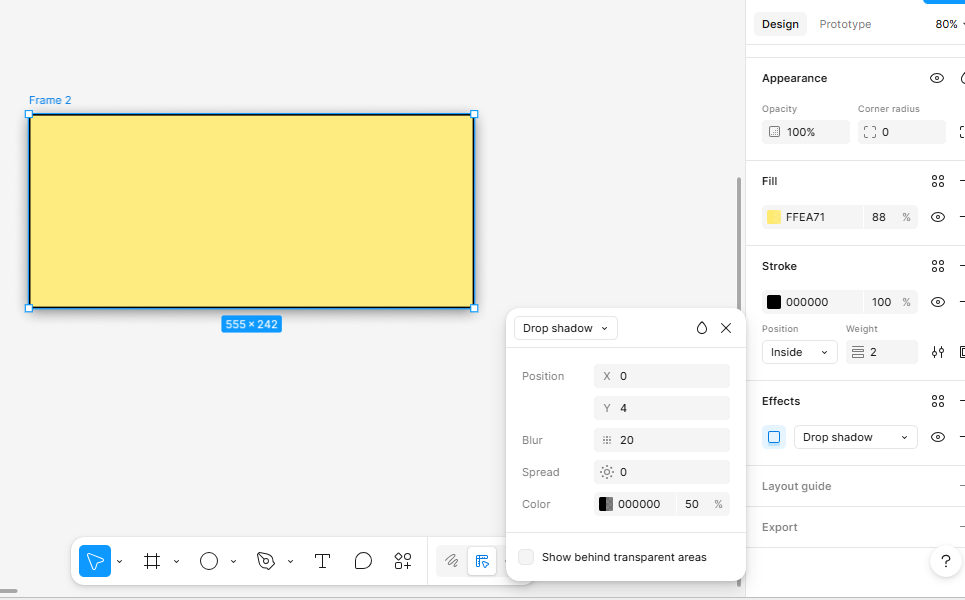 Design Prototype 80%
Frame 2
Appearance
Opacity Corner radius
100% 0
Fill
FFEA71 88 %
Stroke
000000 100 %
Position Weight
Inside 2
Effects
Drop shadow
Layout guide
Export
555 × 242
Drop shadow
Position X 0
Y 4
Blur 20
Spread 0
Color 000000 50 %
Show behind transparent areas
T
?